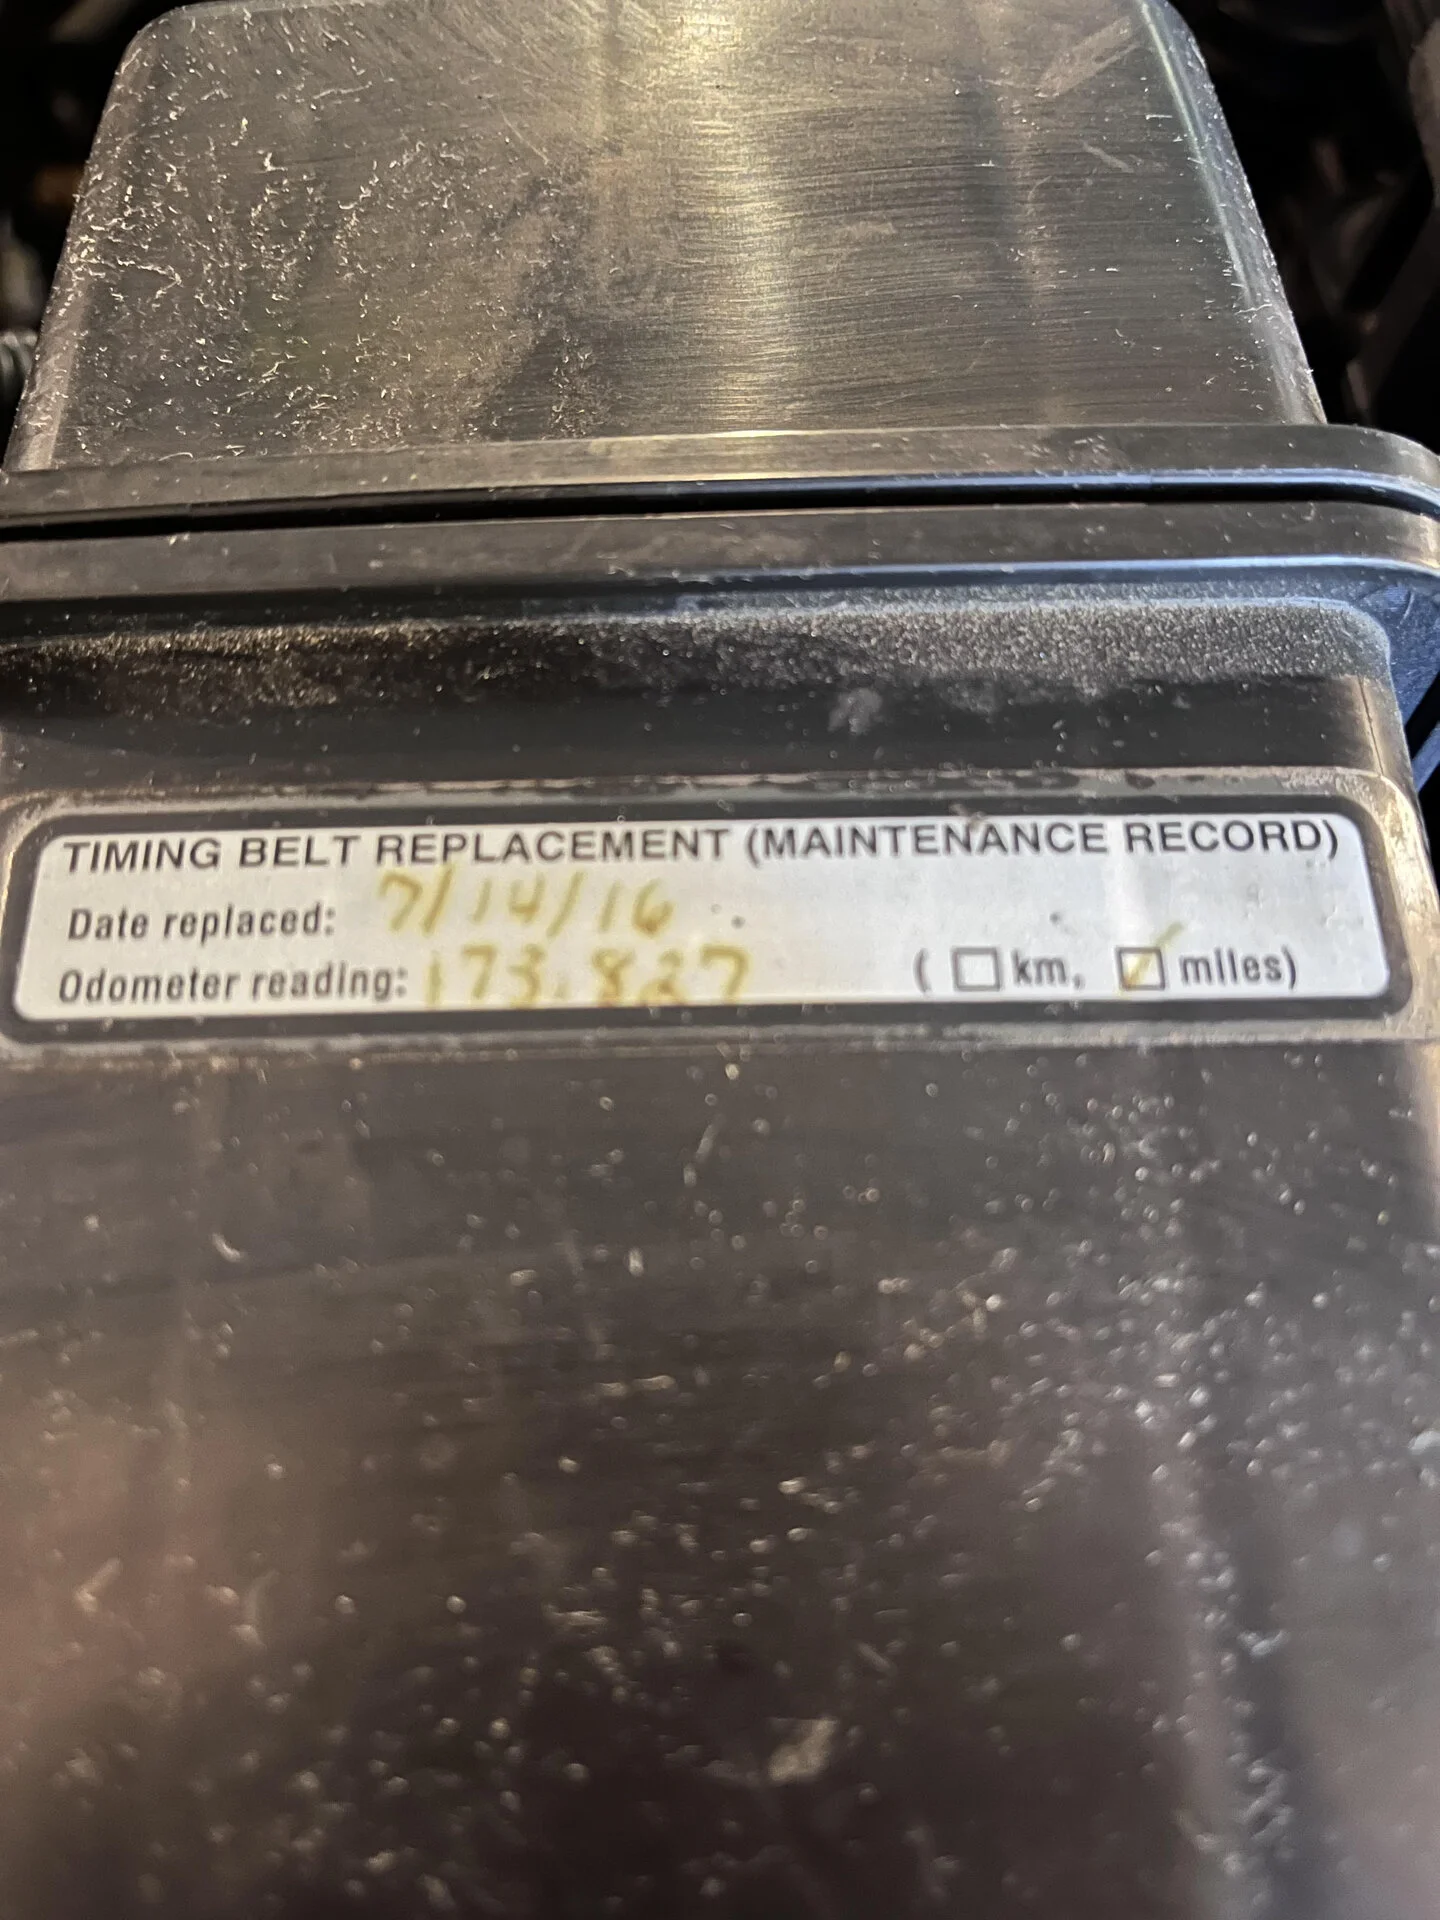 TIMING BELT REPLACEMENT (MAINTENANCE RECORD)
Date replaced: 7/14/16
Odometer reading: 173,827 ( ☐ km, ☑ miles)